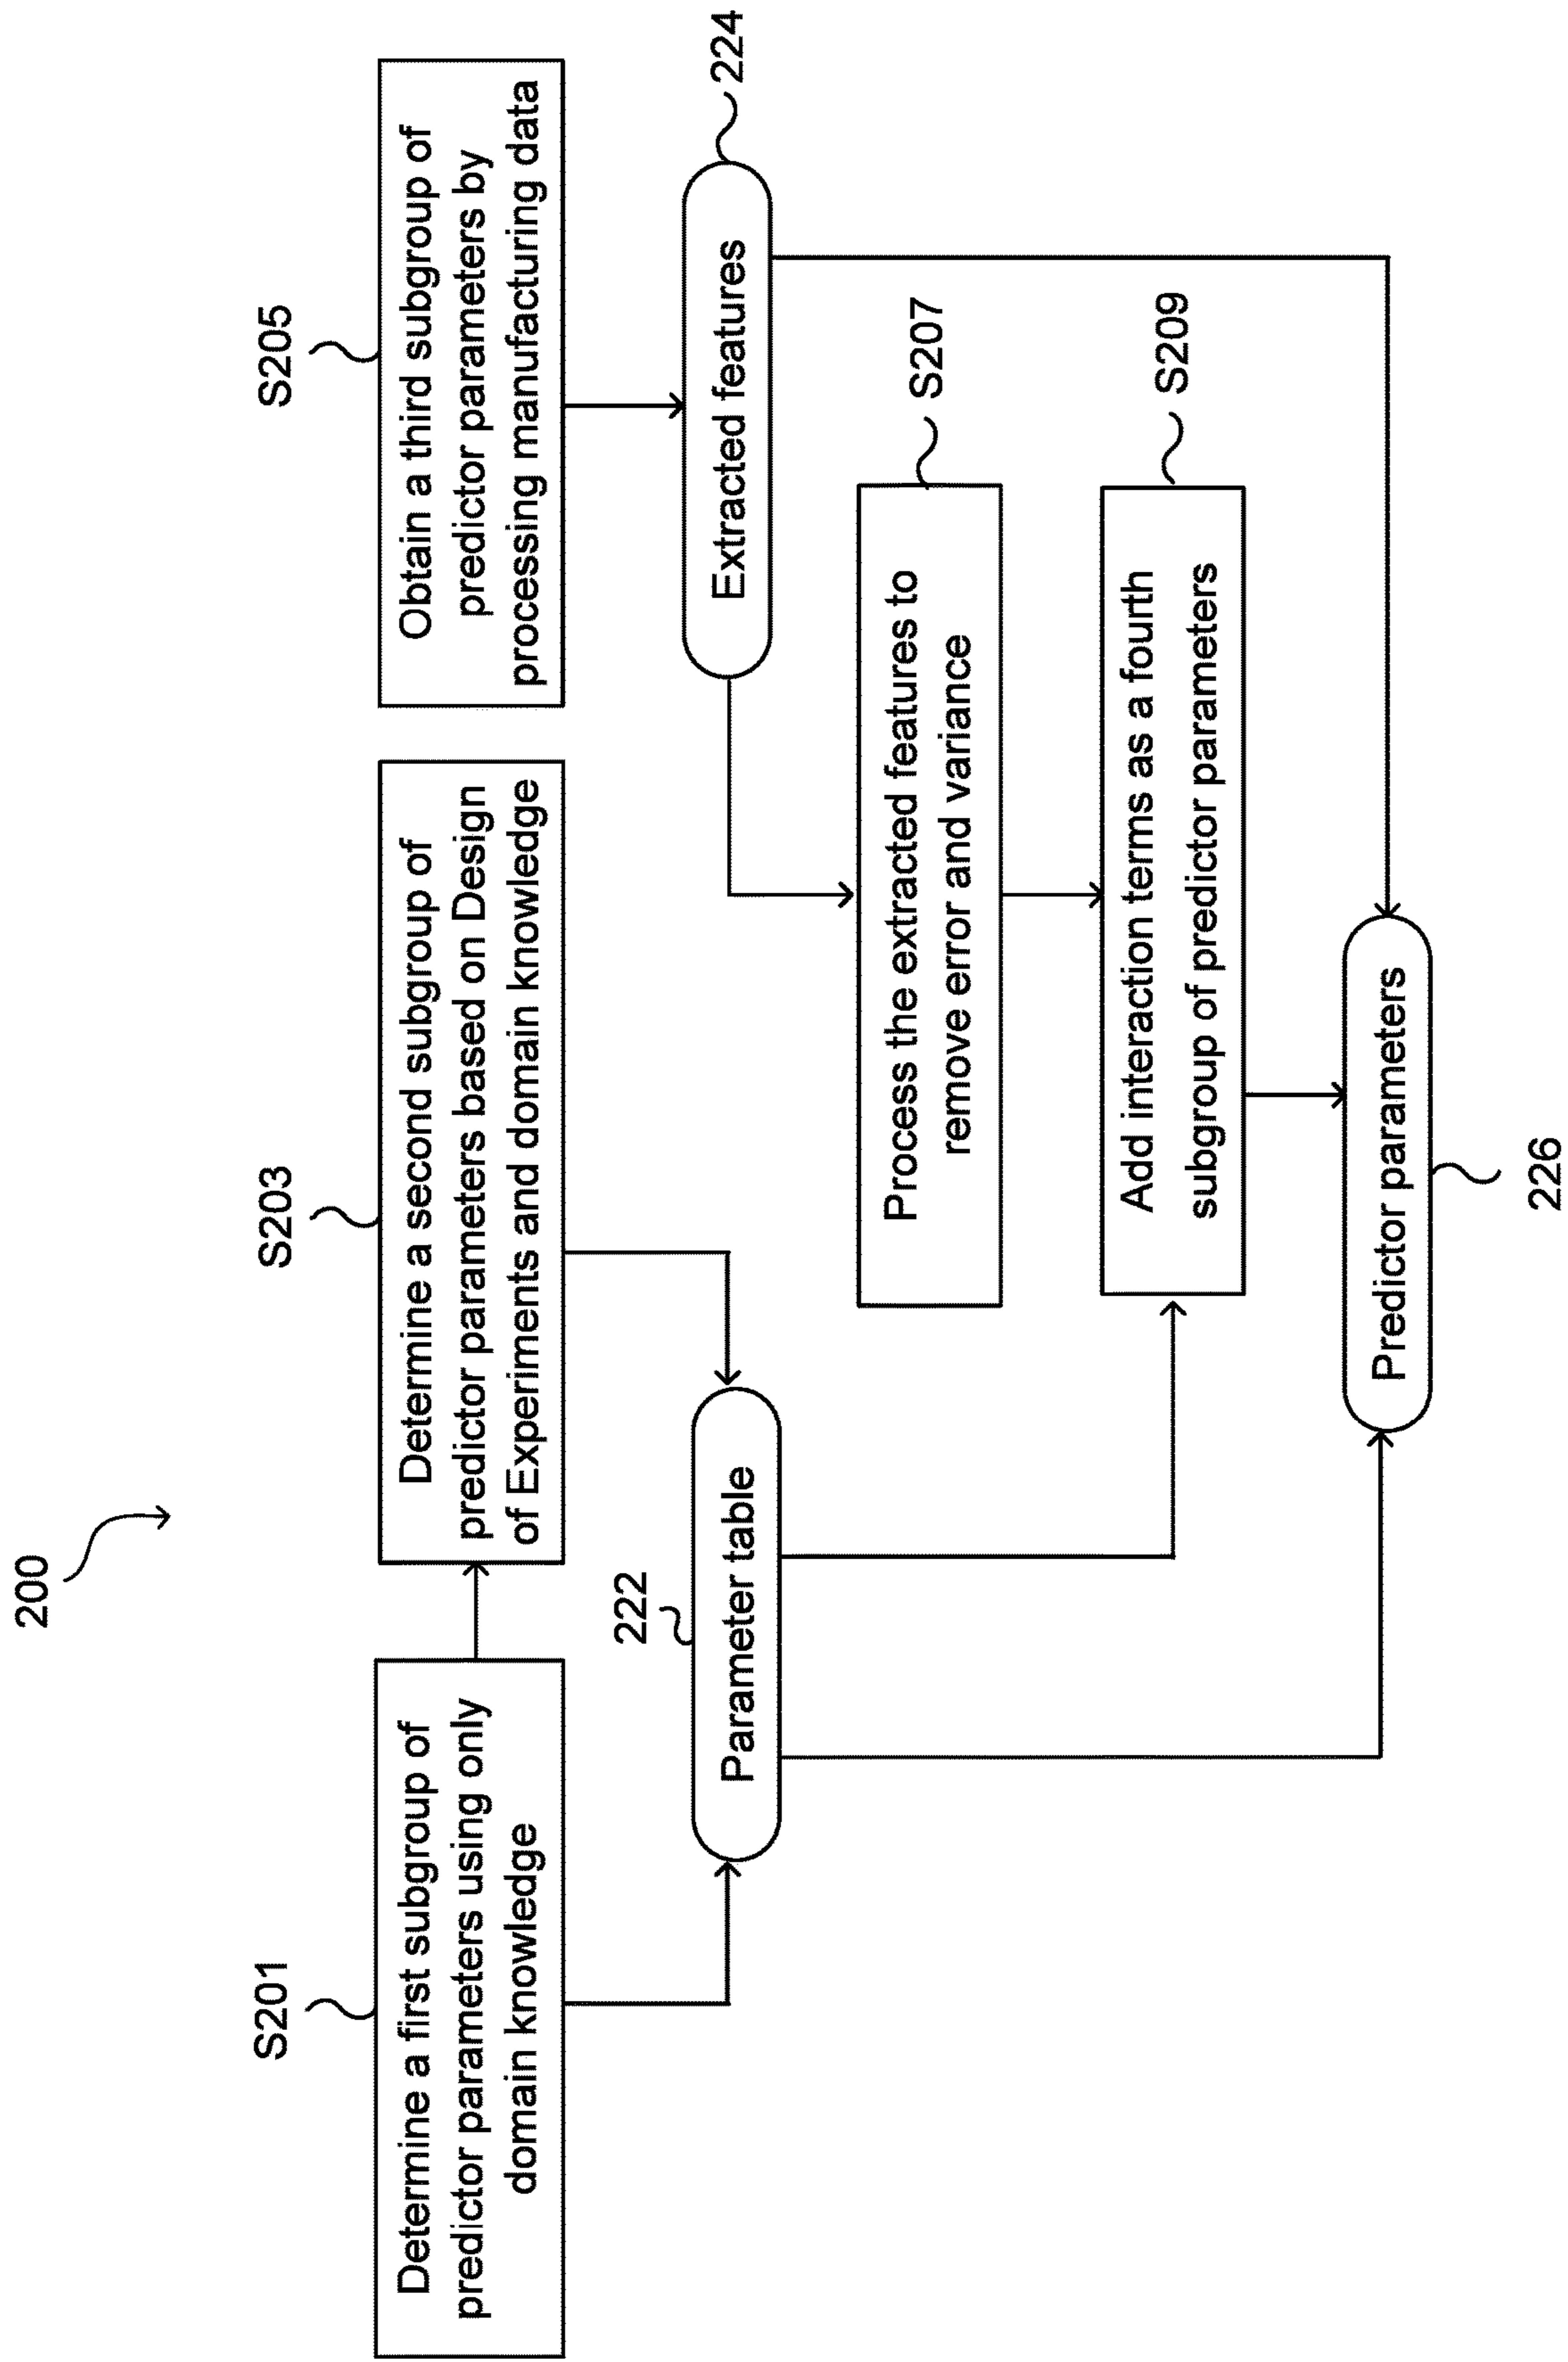 200
S201
Determine a first subgroup of
predictor parameters using only
domain knowledge
S203
Determine a second subgroup of
predictor parameters based on Design
of Experiments and domain knowledge
S205
Obtain a third subgroup of
predictor parameters by
processing manufacturing data
222
Parameter table
Extracted features
224
Process the extracted features to
remove error and variance
S207
Add interaction terms as a fourth
subgroup of predictor parameters
S209
Predictor parameters
226